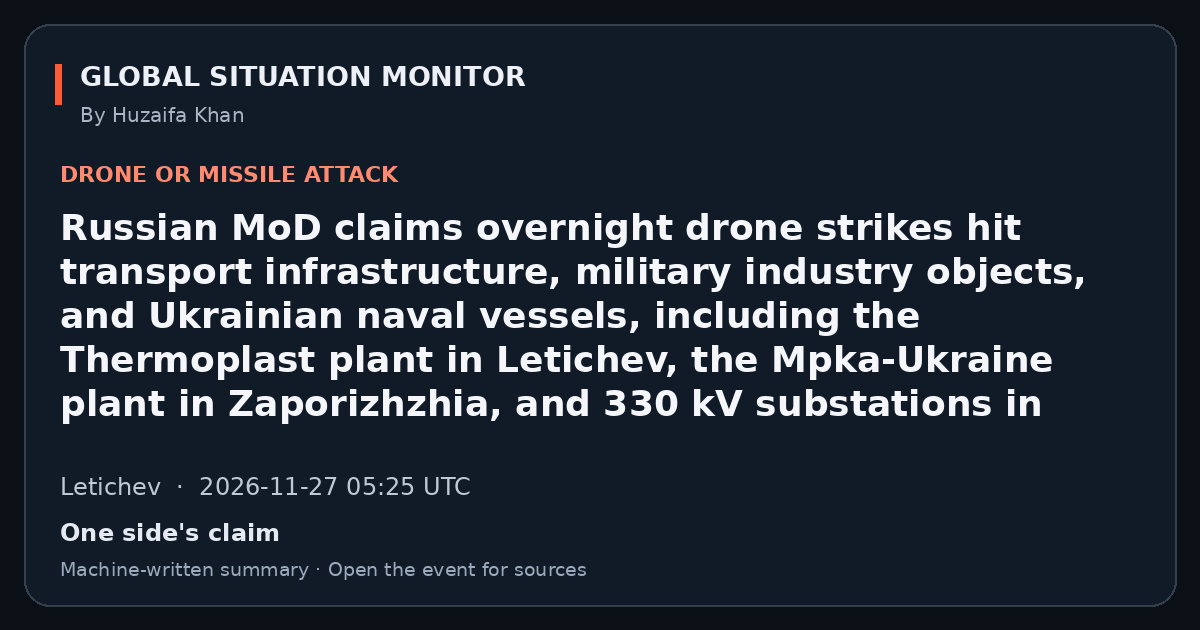 GLOBAL SITUATION MONITOR
By Huzaifa Khan
DRONE OR MISSILE ATTACK
Russian MoD claims overnight drone strikes hit
transport infrastructure, military industry objects,
and Ukrainian naval vessels, including the
Thermoplast plant in Letichev, the Mpka-Ukraine
plant in Zaporizhzhia, and 330 kV substations in
Letichev · 2026-11-27 05:25 UTC
One side's claim
Machine-written summary · Open the event for sources